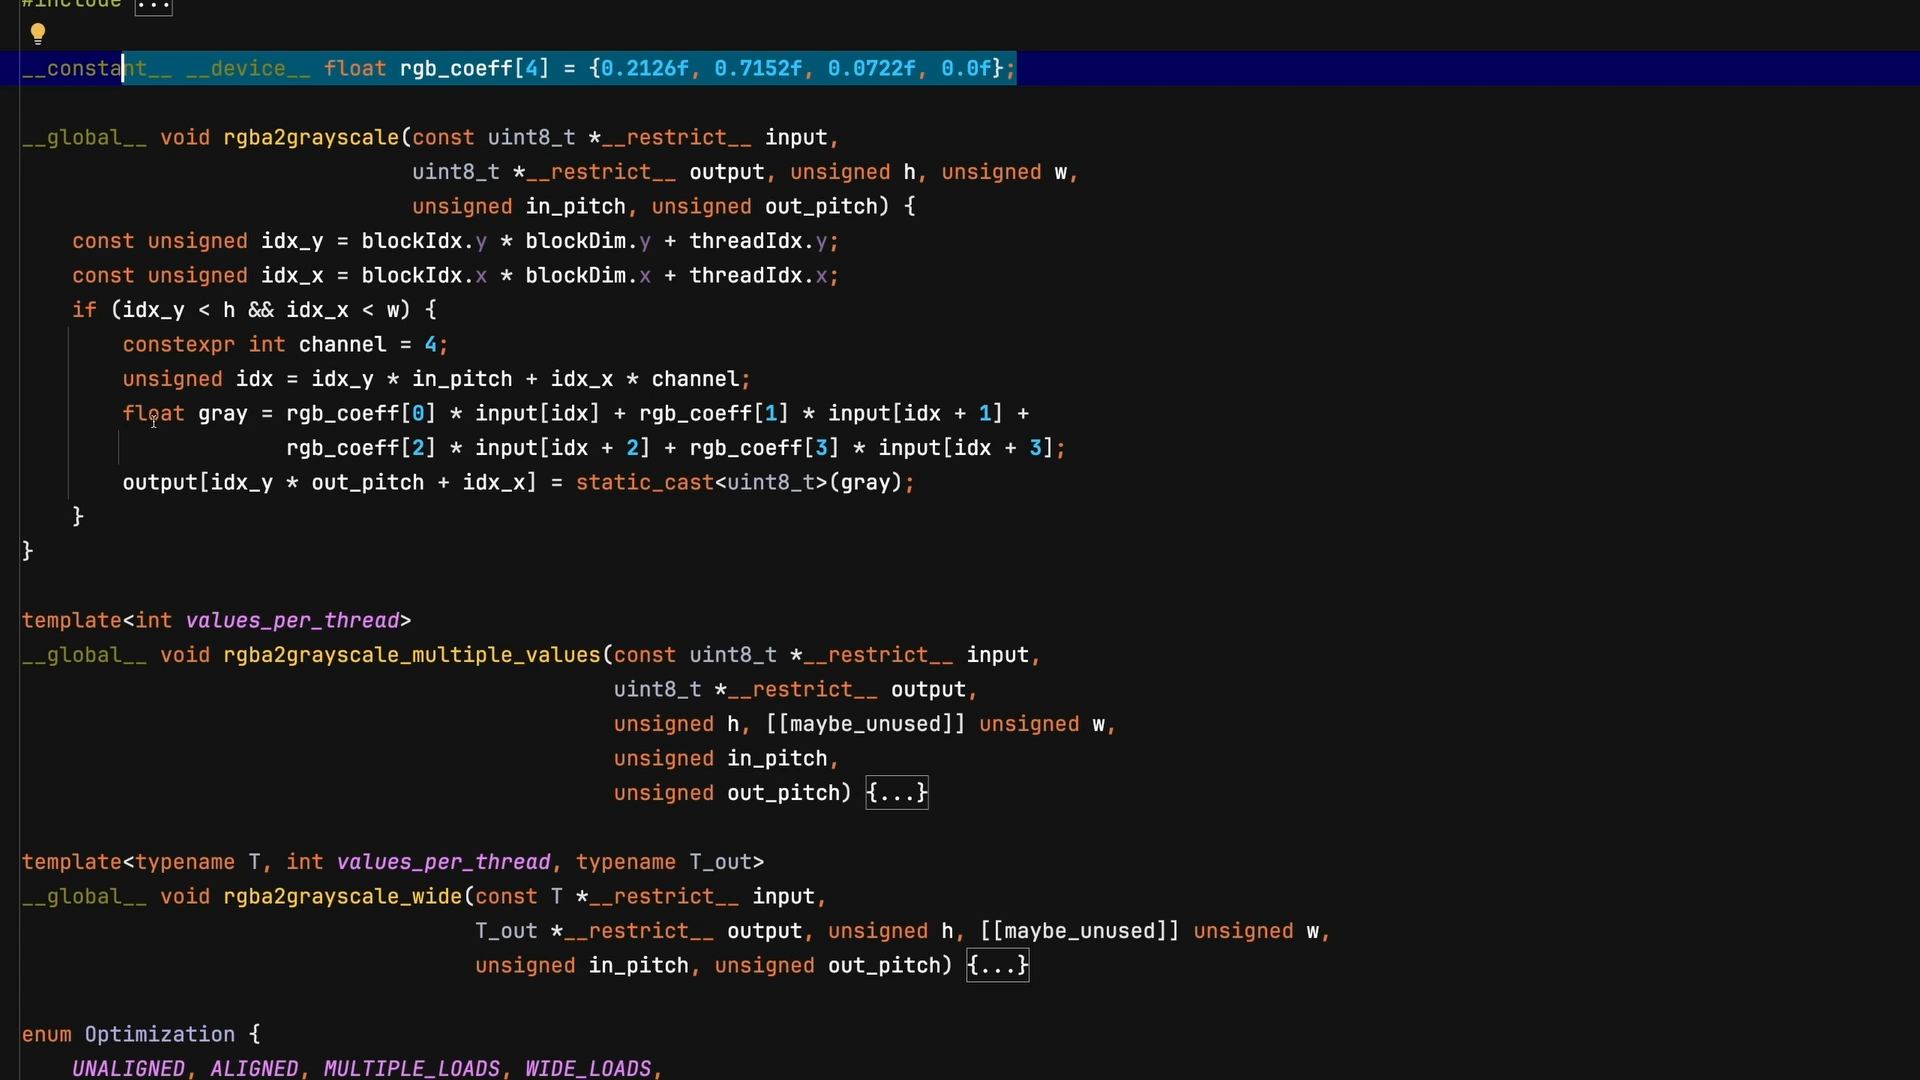 #include ...
__constant__ __device__ float rgb_coeff[4] = {0.2126f, 0.7152f, 0.0722f, 0.0f};
__global__ void rgba2grayscale(const uint8_t *__restrict__ input,
uint8_t *__restrict__ output, unsigned h, unsigned w,
unsigned in_pitch, unsigned out_pitch) {
const unsigned idx_y = blockIdx.y * blockDim.y + threadIdx.y;
const unsigned idx_x = blockIdx.x * blockDim.x + threadIdx.x;
if (idx_y < h && idx_x < w) {
constexpr int channel = 4;
unsigned idx = idx_y * in_pitch + idx_x * channel;
float gray = rgb_coeff[0] * input[idx] + rgb_coeff[1] * input[idx + 1] +
rgb_coeff[2] * input[idx + 2] + rgb_coeff[3] * input[idx + 3];
output[idx_y * out_pitch + idx_x] = static_cast<uint8_t>(gray);
}
}
template<int values_per_thread>
__global__ void rgba2grayscale_multiple_values(const uint8_t *__restrict__ input,
uint8_t *__restrict__ output,
unsigned h, [[maybe_unused]] unsigned w,
unsigned in_pitch,
unsigned out_pitch) {...}
template<typename T, int values_per_thread, typename T_out>
__global__ void rgba2grayscale_wide(const T *__restrict__ input,
T_out *__restrict__ output, unsigned h, [[maybe_unused]] unsigned w,
unsigned in_pitch, unsigned out_pitch) {...}
enum Optimization {
UNALIGNED, ALIGNED, MULTIPLE_LOADS, WIDE_LOADS,